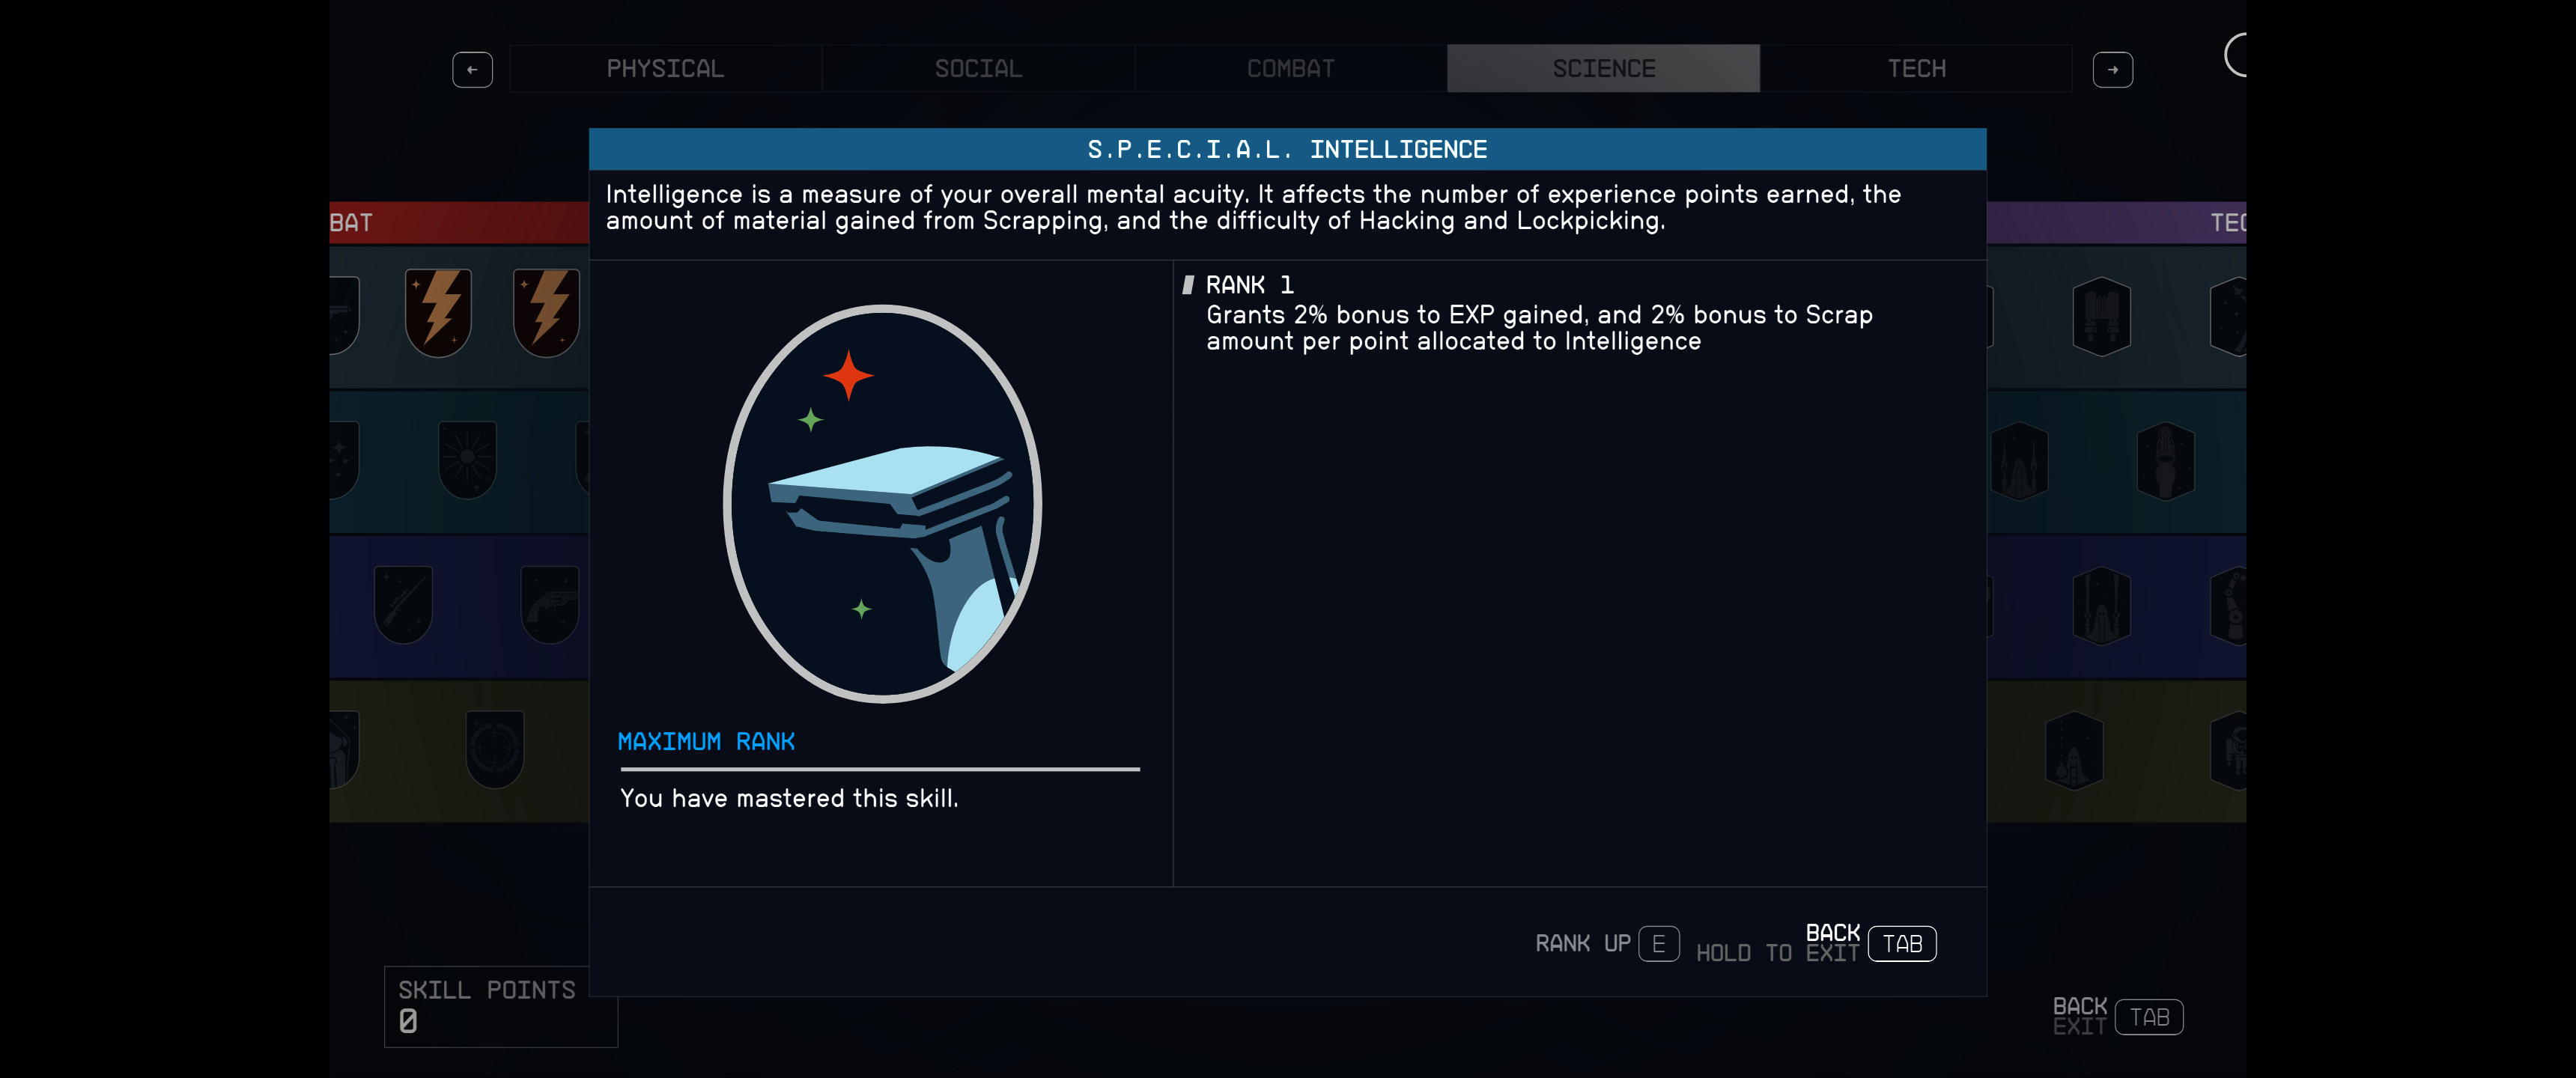 PHYSICAL
SOCIAL
COMBAT
SCIENCE
TECH
S.P.E.C.I.A.L. INTELLIGENCE
Intelligence is a measure of your overall mental acuity. It affects the number of experience points earned, the
amount of material gained from Scrapping, and the difficulty of Hacking and Lockpicking.
BAT
TEC
RANK 1
Grants 2% bonus to EXP gained, and 2% bonus to Scrap
amount per point allocated to Intelligence
MAXIMUM RANK
You have mastered this skill.
RANK UP E
HOLD TO
BACK
EXIT
TAB
SKILL POINTS
0
BACK
EXIT
TAB